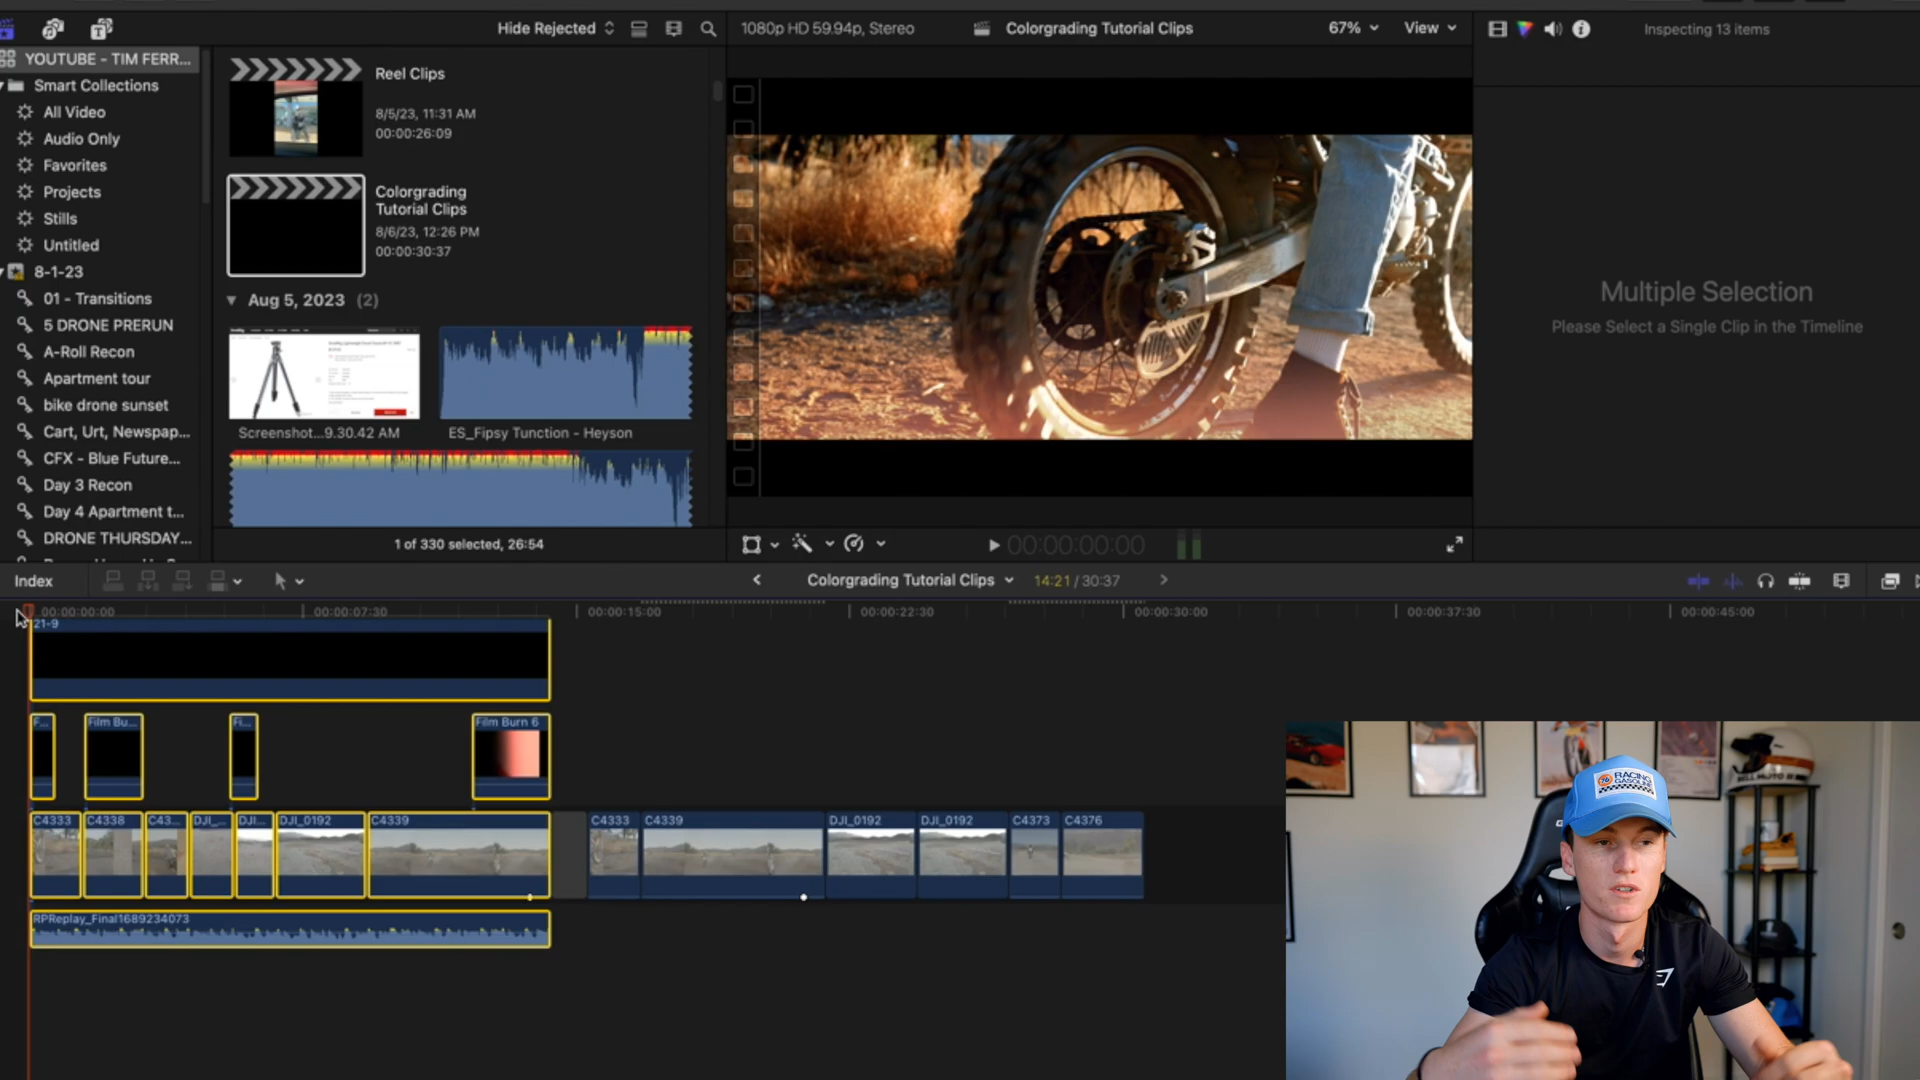 Hide Rejected
1080p HD 59.94p, Stereo
Colorgrading Tutorial Clips
67%
View
Inspecting 13 items
YOUTUBE - TIM FERR...
Smart Collections
All Video
Audio Only
Favorites
Projects
Stills
Untitled
8-1-23
01 - Transitions
5 DRONE PRERUN
A-Roll Recon
Apartment tour
bike drone sunset
Cart, Urt, Newspap...
CFX - Blue Future...
Day 3 Recon
Day 4 Apartment t...
DRONE THURSDAY...
Reel Clips
8/5/23, 11:31 AM
00:00:26:09
Colorgrading
Tutorial Clips
8/6/23, 12:26 PM
00:00:30:37
Aug 5, 2023 (2)
Screenshot...9.30.42 AM
ES_Fipsy Tunction - Heyson
1 of 330 selected, 26:54
Multiple Selection
Please Select a Single Clip in the Timeline
00:00:00:00
Index
Colorgrading Tutorial Clips
14:21 / 30:37
00:00:00:00
00:00:07:30
00:00:15:00
00:00:22:30
00:00:30:00
00:00:37:30
00:00:45:00
21-9
F...
Film Bu...
Fi...
Film Burn 6
C4333
C4338
C43...
DJI_...
DJI...
DJI_0192
C4339
C4333
C4339
DJI_0192
DJI_0192
C4373
C4376
RPReplay_Final1689234073
76
RACING
GASOLINE
BELL MOTO